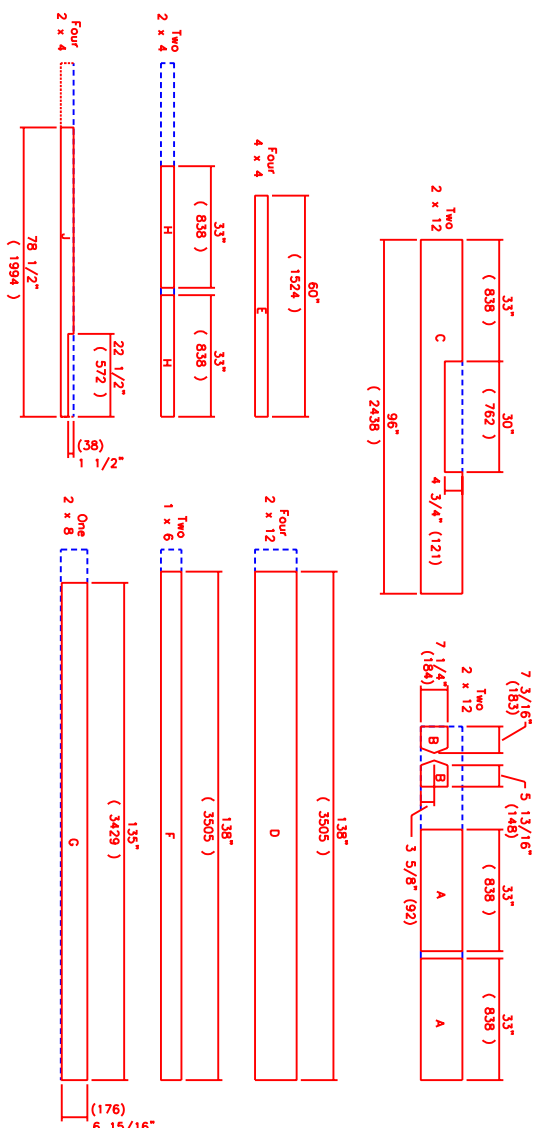 Two
2 x 12
33"
( 838 )
30"
( 762 )
C
4 3/4" (121)
96"
( 2438 )
7 3/16"
(183)
5 13/16"
(148)
Two
2 x 12
7 1/4"
(184)
B
B
3 5/8" (92)
33"
( 838 )
33"
( 838 )
A
A
Four
4 x 4
60"
( 1524 )
E
Four
2 x 12
138"
( 3505 )
D
Two
2 x 4
33"
( 838 )
33"
( 838 )
H
H
Two
1 x 6
138"
( 3505 )
F
Four
2 x 4
J
22 1/2"
( 572 )
(38)
1 1/2"
78 1/2"
( 1994 )
One
2 x 8
135"
( 3429 )
G
(176)
6 15/16"